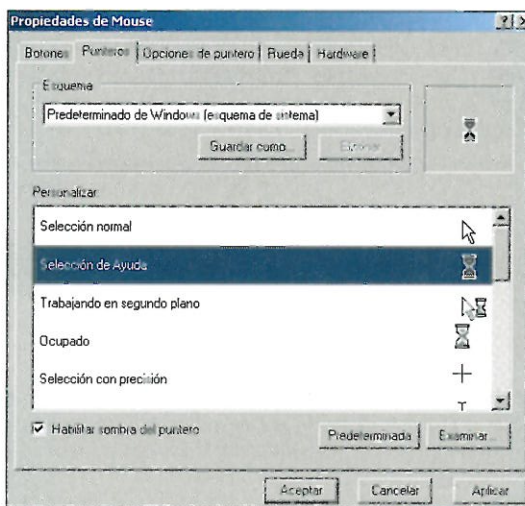 Propiedades de Mouse
Botones Punteros Opciones de puntero Rueda Hardware
Esquema
Predeterminado de Windows (esquema de sistema)
Guardar como... Eliminar
Personalizar:
Selección normal
Selección de Ayuda
Trabajando en segundo plano
Ocupado
Selección con precisión
Habilitar sombra del puntero
Predeterminada Examinar...
Aceptar Cancelar Aplicar